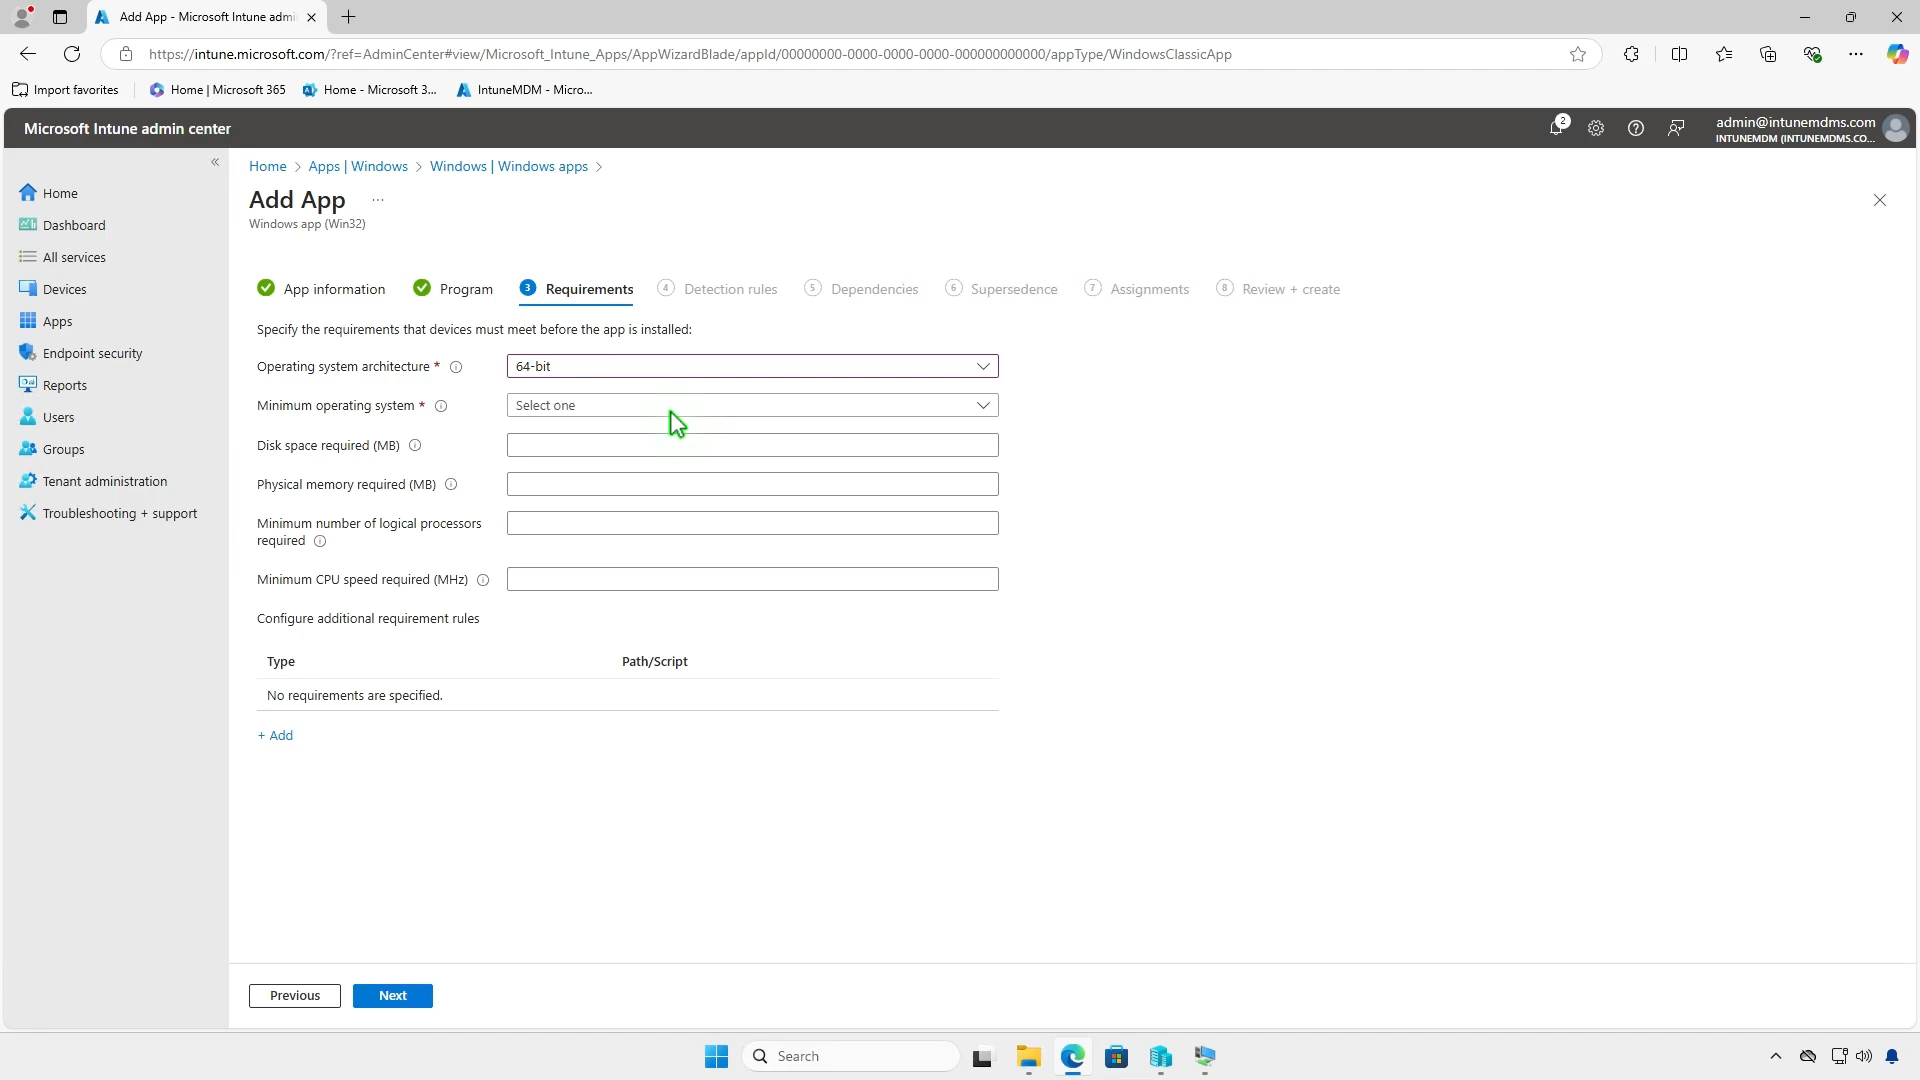 Add App - Microsoft Intune admi
https://intune.microsoft.com/?ref=AdminCenter#view/Microsoft_Intune_Apps/AppWizardBlade/appId/00000000-0000-0000-0000-000000000000/appType/WindowsClassicApp
Import favorites
Home | Microsoft 365
Home - Microsoft 3...
IntuneMDM - Micro...
Microsoft Intune admin center
2
admin@intunemdms.com
INTUNEMDM (INTUNEMDMS.CO...
Home
Dashboard
All services
Devices
Apps
Endpoint security
Reports
Users
Groups
Tenant administration
Troubleshooting + support
Home > Apps | Windows > Windows | Windows apps >
Add App ...
Windows app (Win32)
App information
Program
3 Requirements
4 Detection rules
5 Dependencies
6 Supersedence
7 Assignments
8 Review + create
Specify the requirements that devices must meet before the app is installed:
Operating system architecture *
64-bit
Minimum operating system *
Select one
Disk space required (MB)
Physical memory required (MB)
Minimum number of logical processors
required
Minimum CPU speed required (MHz)
Configure additional requirement rules
Type
Path/Script
No requirements are specified.
+ Add
Previous
Next
Search